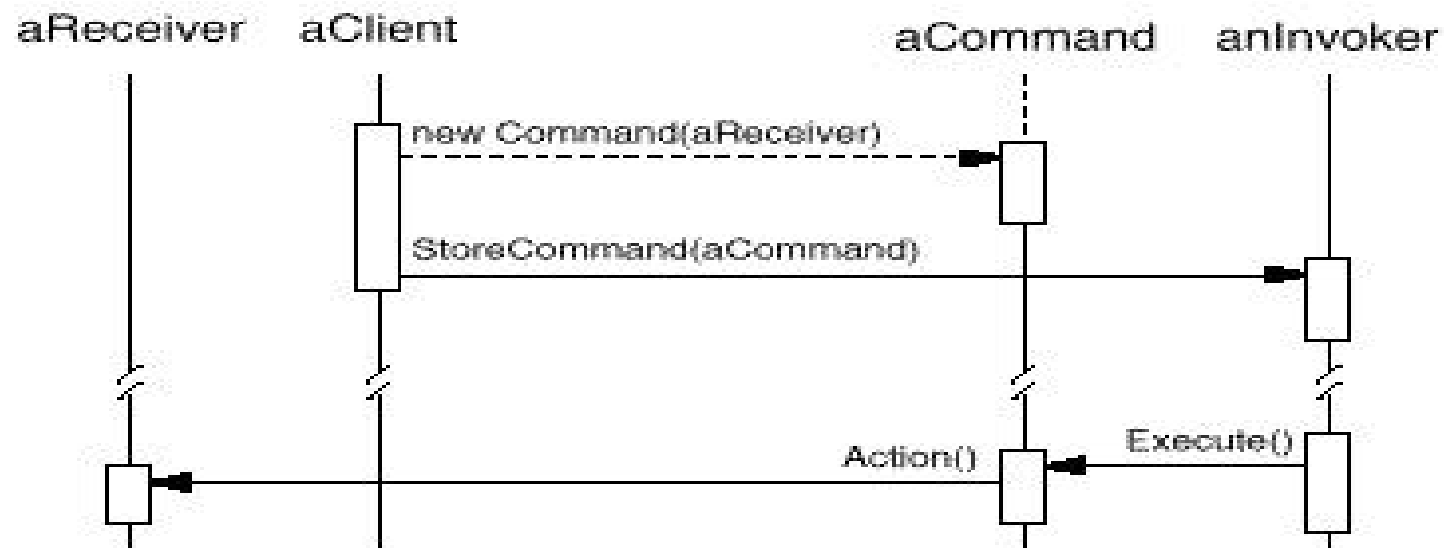 aReceiver aClient aCommand anInvoker
new Command(aReceiver)
StoreCommand(aCommand)
Execute()
Action()